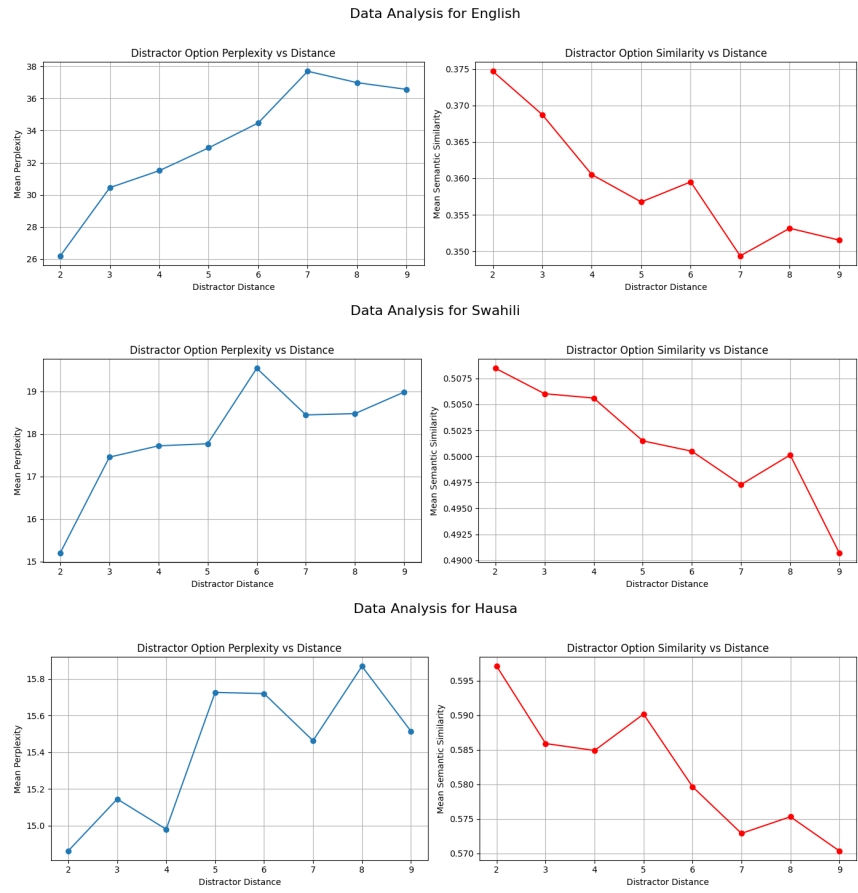 Data Analysis for English
Distractor Option Perplexity vs Distance
Mean Perplexity
38
36
34
32
30
28
26
2 3 4 5 6 7 8 9
Distractor Distance
Distractor Option Similarity vs Distance
Mean Semantic Similarity
0.375
0.370
0.365
0.360
0.355
0.350
2 3 4 5 6 7 8 9
Distractor Distance
Data Analysis for Swahili
Distractor Option Perplexity vs Distance
Mean Perplexity
19
18
17
16
15
2 3 4 5 6 7 8 9
Distractor Distance
Distractor Option Similarity vs Distance
Mean Semantic Similarity
0.5075
0.5050
0.5025
0.5000
0.4975
0.4950
0.4925
0.4900
2 3 4 5 6 7 8 9
Distractor Distance
Data Analysis for Hausa
Distractor Option Perplexity vs Distance
Mean Perplexity
15.8
15.6
15.4
15.2
15.0
2 3 4 5 6 7 8 9
Distractor Distance
Distractor Option Similarity vs Distance
Mean Semantic Similarity
0.595
0.590
0.585
0.580
0.575
0.570
2 3 4 5 6 7 8 9
Distractor Distance